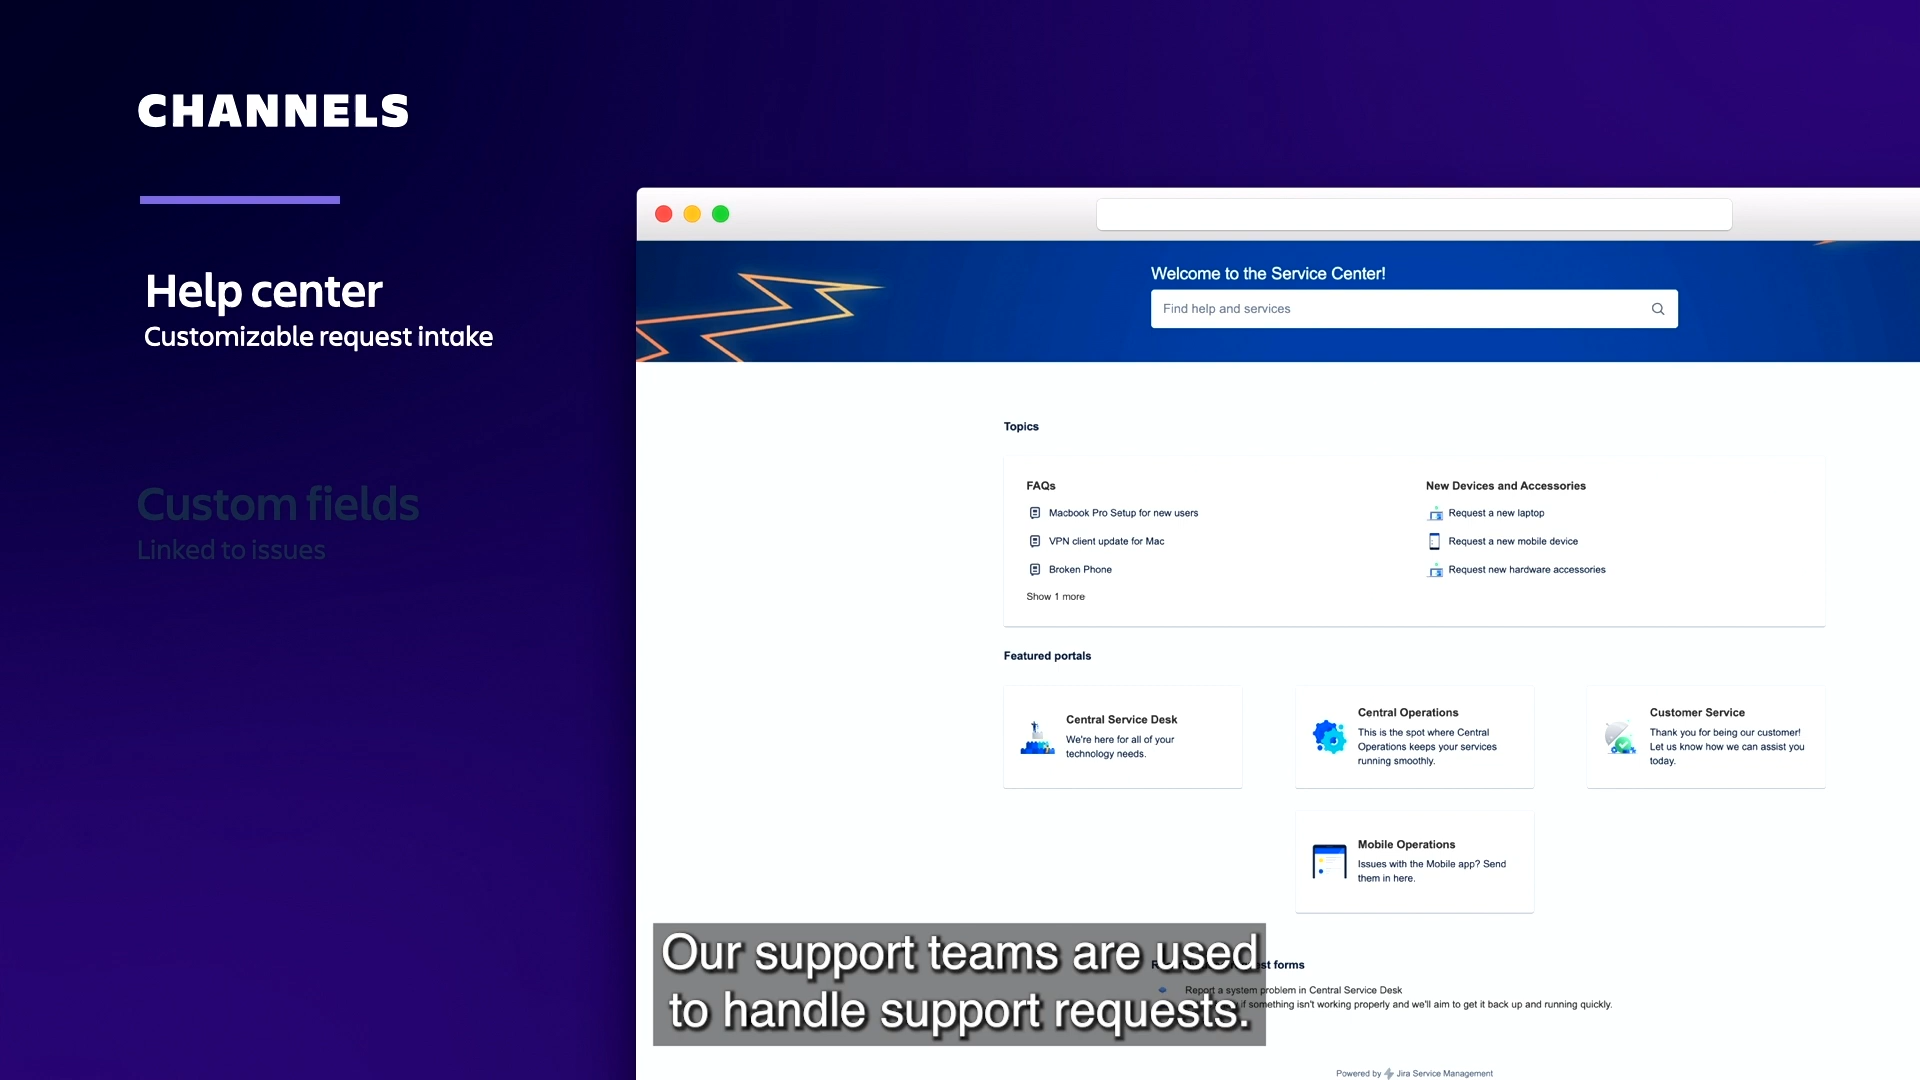 CHANNELS
Help center
Customizable request intake
Custom fields
Linked to issues
Welcome to the Service Center!
Find help and services
Topics
FAQs
Macbook Pro Setup for new users
VPN client update for Mac
Broken Phone
Show 1 more
New Devices and Accessories
Request a new laptop
Request a new mobile device
Request new hardware accessories
Featured portals
Central Service Desk
We're here for all of your
technology needs.
Central Operations
This is the spot where Central
Operations keeps your services
running smoothly.
Customer Service
Thank you for being our customer!
Let us know how we can assist you
today.
Mobile Operations
Issues with the Mobile app? Send
them in here.
forms
Report a system problem in Central Service Desk
if something isn't working properly and we'll aim to get it back up and running quickly.
Our support teams are used
to handle support requests.
Powered by Jira Service Management